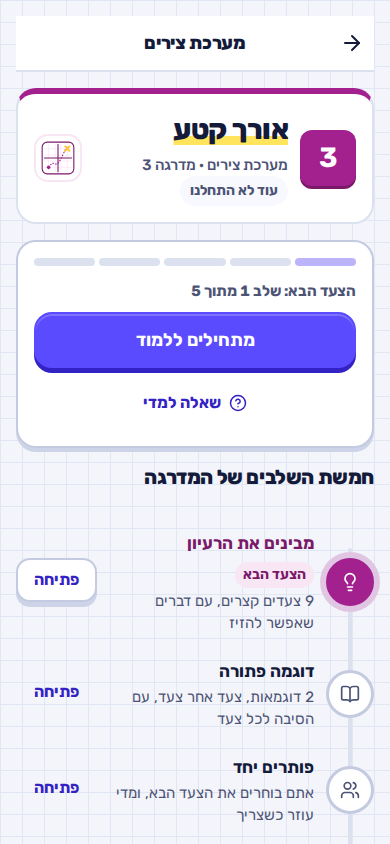 מערכת צירים
3
אורך קטע
מערכת צירים • מדרגה 3
עוד לא התחלנו
הצעד הבא: שלב 1 מתוך 5
מתחילים ללמוד
שאלה למדי
חמשת השלבים של המדרגה
מבינים את הרעיון
הצעד הבא
9 צעדים קצרים, עם דברים
שאפשר להזיז
פתיחה
דוגמה פתורה
2 דוגמאות, צעד אחר צעד, עם
הסיבה לכל צעד
פתיחה
פותרים יחד
אתם בוחרים את הצעד הבא, ומדי
עוזר כשצריך
פתיחה